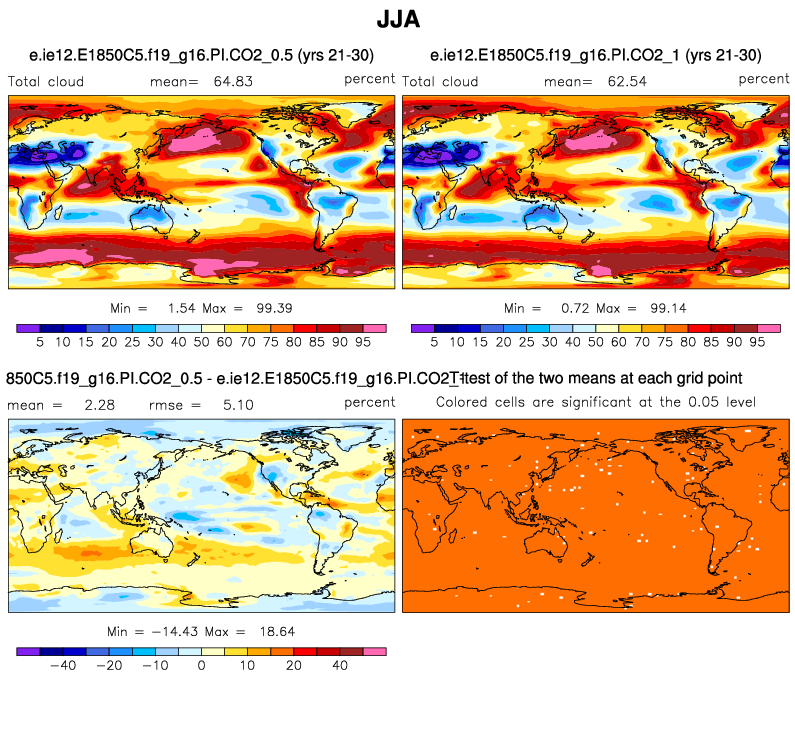 JJA
e.ie12.E1850C5.f19_g16.PI.CO2_0.5 (yrs 21-30)
Total cloud mean= 64.83 percent
Min = 1.54 Max = 99.39
5 10 15 20 25 30 40 50 60 70 75 80 85 90 95
e.ie12.E1850C5.f19_g16.PI.CO2_1 (yrs 21-30)
Total cloud mean= 62.54 percent
Min = 0.72 Max = 99.14
5 10 15 20 25 30 40 50 60 70 75 80 85 90 95
850C5.f19_g16.PI.CO2_0.5 - e.ie12.E1850C5.f19_g16.PI.CO2_1
mean = 2.28 rmse = 5.10 percent
Min = -14.43 Max = 18.64
-40 -20 -10 0 10 20 40
T-test of the two means at each grid point
Colored cells are significant at the 0.05 level